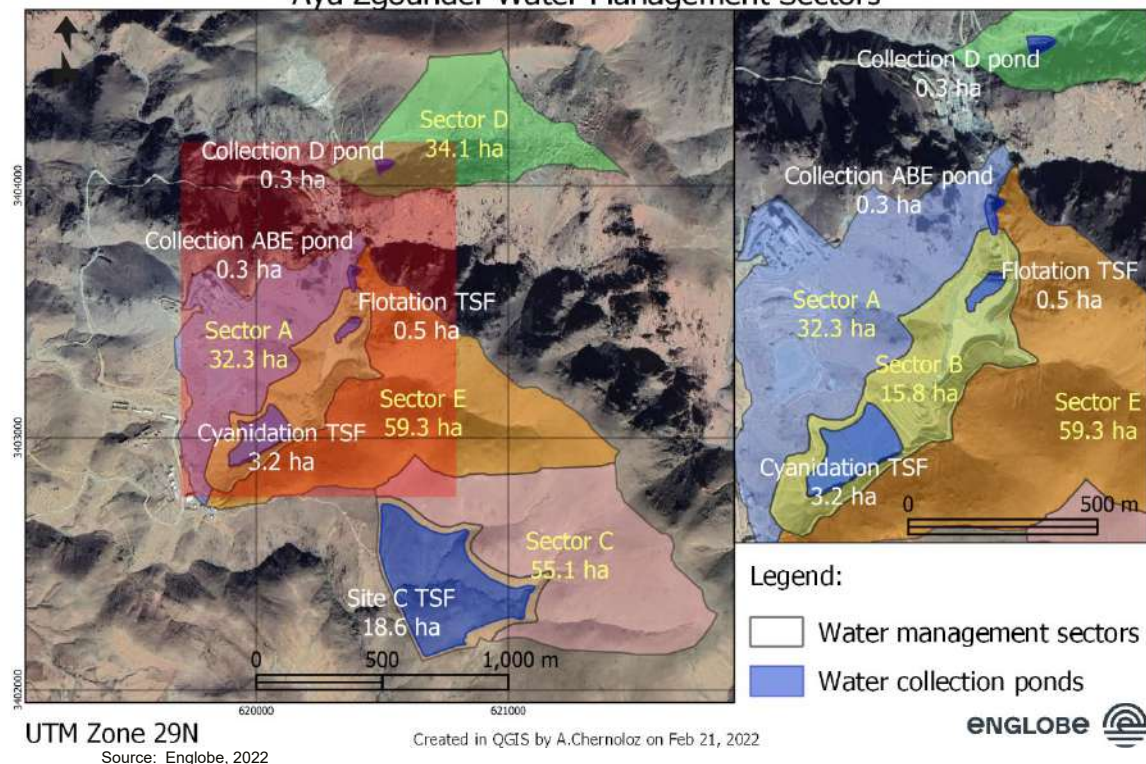 Aya Zgounder Water Management Sectors
Sector D
34.1 ha
Collection D pond
0.3 ha
Collection ABE pond
0.3 ha
Flotation TSF
0.5 ha
Sector A
32.3 ha
Sector E
59.3 ha
Cyanidation TSF
3.2 ha
Sector C
55.1 ha
Site C TSF
18.6 ha
0 500 1,000 m
3404000
3403000
3402000
620000
621000
Collection D pond
0.3 ha
Collection ABE pond
0.3 ha
Flotation TSF
0.5 ha
Sector A
32.3 ha
Sector B
15.8 ha
Sector E
59.3 ha
Cyanidation TSF
3.2 ha
0 500 m
Legend:
Water management sectors
Water collection ponds
UTM Zone 29N
Created in QGIS by A.Chernoloz on Feb 21, 2022
ENGLOBE
Source: Englobe, 2022